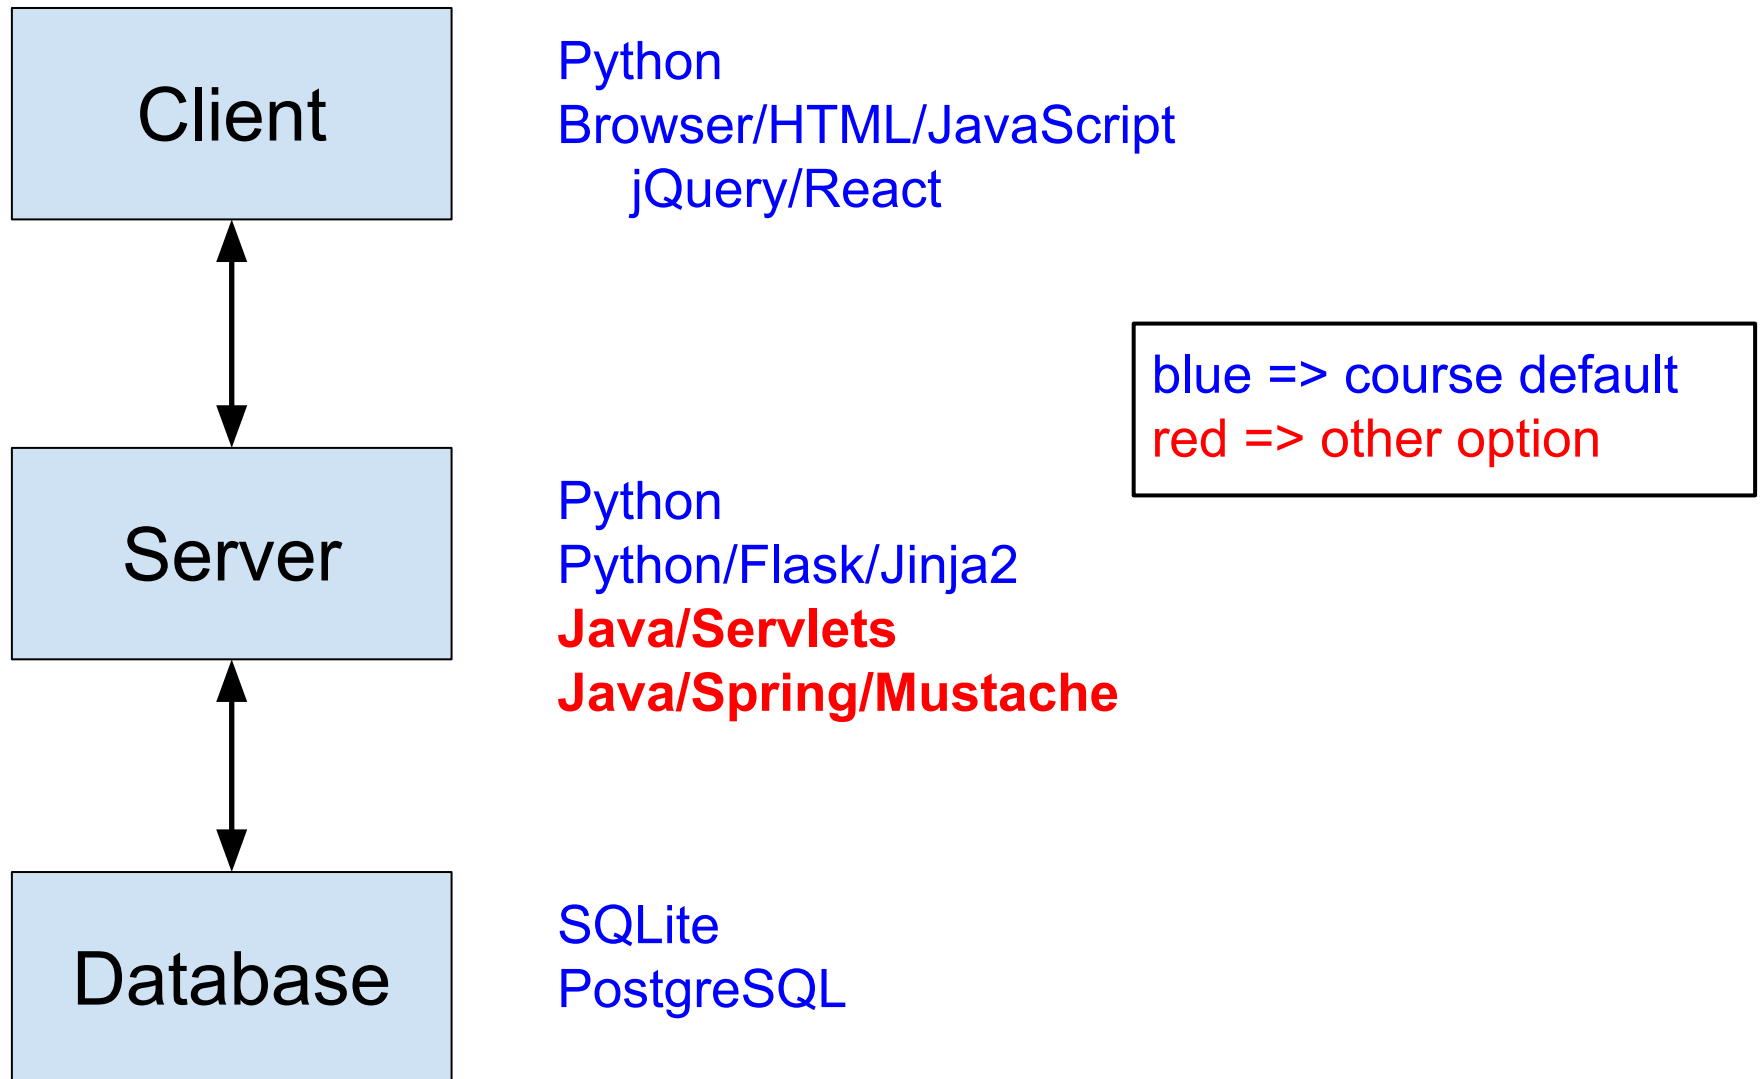 Client
Python
Browser/HTML/JavaScript
jQuery/React
blue => course default
red => other option
Server
Python
Python/Flask/Jinja2
Java/Servlets
Java/Spring/Mustache
Database
SQLite
PostgreSQL